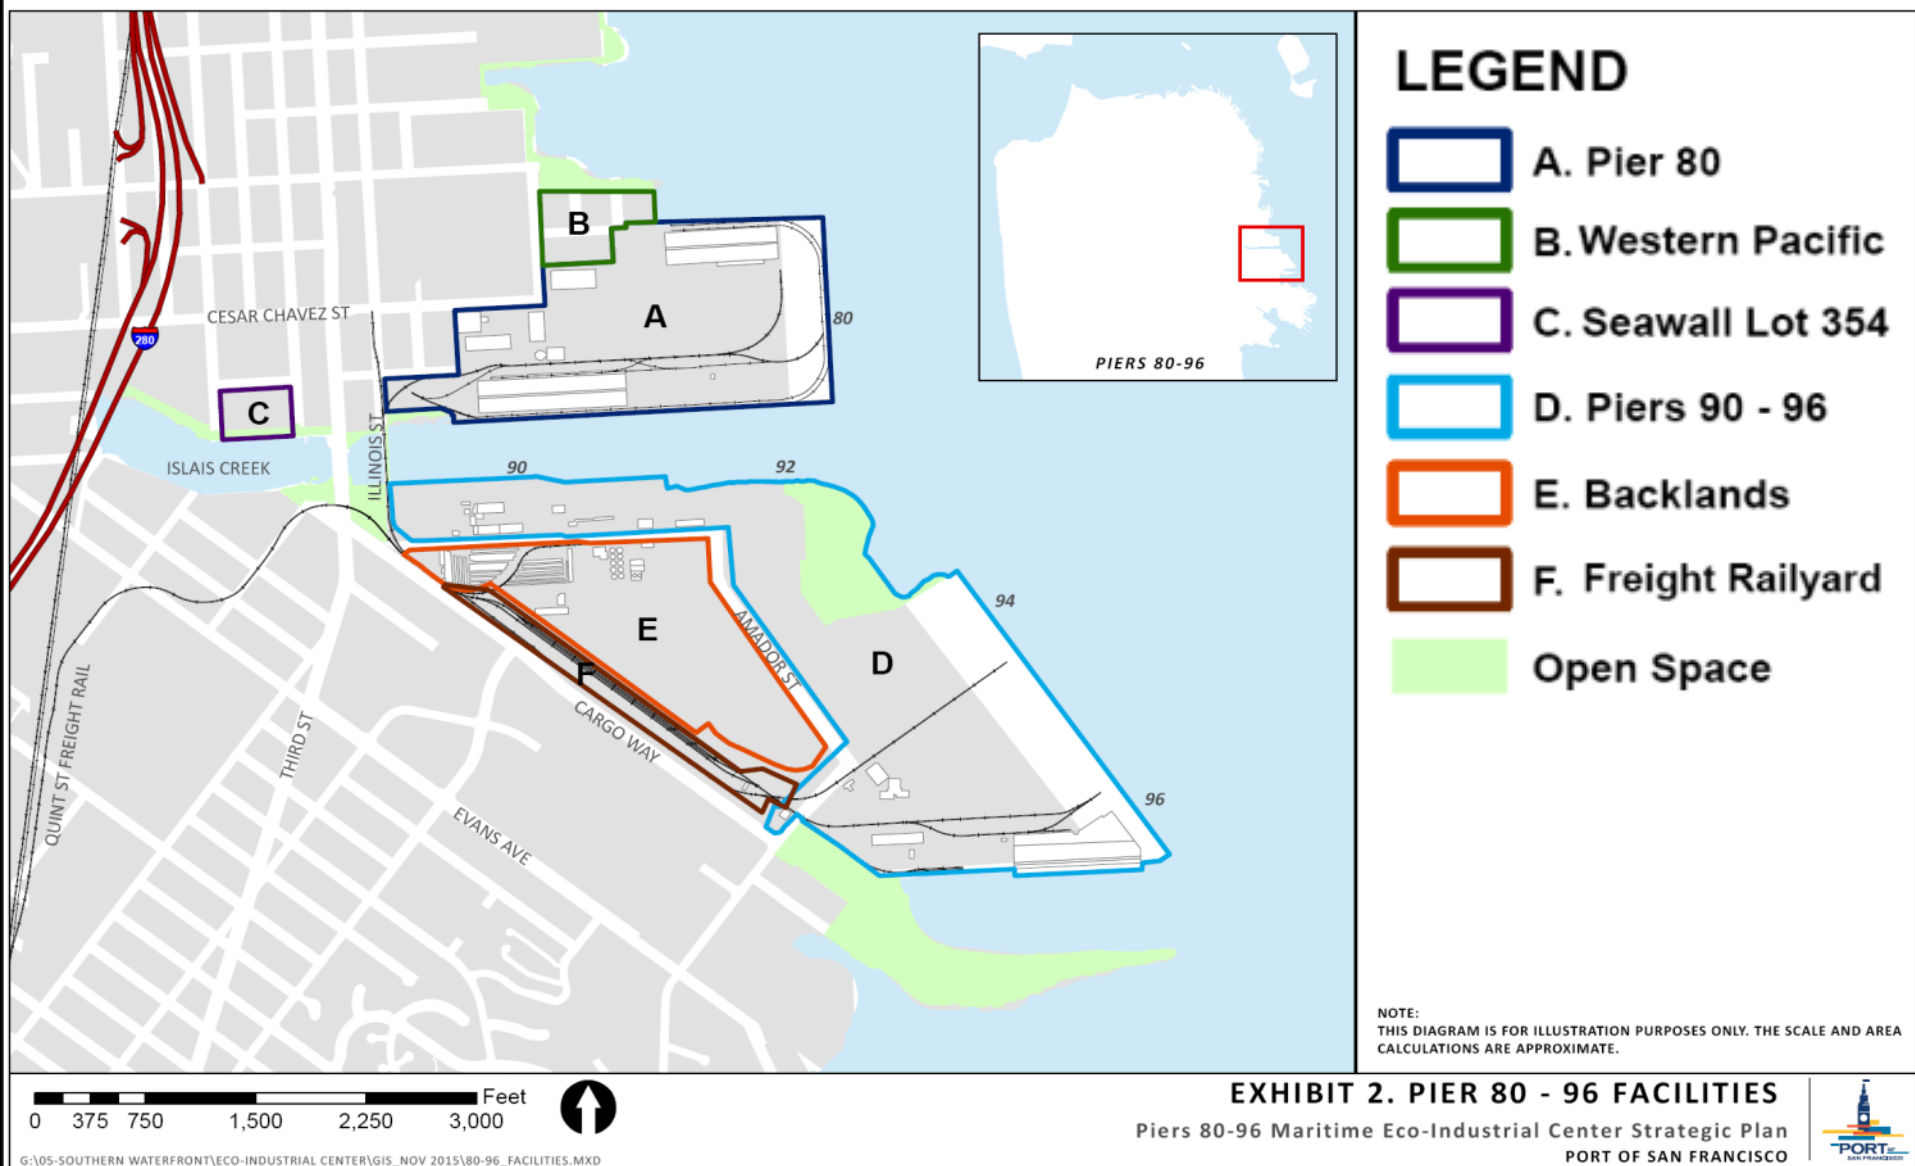 LEGEND
A. Pier 80
B. Western Pacific
C. Seawall Lot 354
D. Piers 90 - 96
E. Backlands
F. Freight Railyard
Open Space
B
A
80
CESAR CHAVEZ ST
280
PIERS 80-96
C
ISLAIS CREEK
ILLINOIS ST
90
92
94
E
AMADOR ST
D
F
CARGO WAY
QUINT ST FREIGHT RAIL
THIRD ST
EVANS AVE
96
NOTE:
THIS DIAGRAM IS FOR ILLUSTRATION PURPOSES ONLY. THE SCALE AND AREA
CALCULATIONS ARE APPROXIMATE.
Feet
0 375 750 1,500 2,250 3,000
G:\05-SOUTHERN WATERFRONT\ECO-INDUSTRIAL CENTER\GIS_NOV 2015\80-96_FACILITIES.MXD
EXHIBIT 2. PIER 80 - 96 FACILITIES
Piers 80-96 Maritime Eco-Industrial Center Strategic Plan
PORT OF SAN FRANCISCO
PORT OF
SAN FRANCISCO